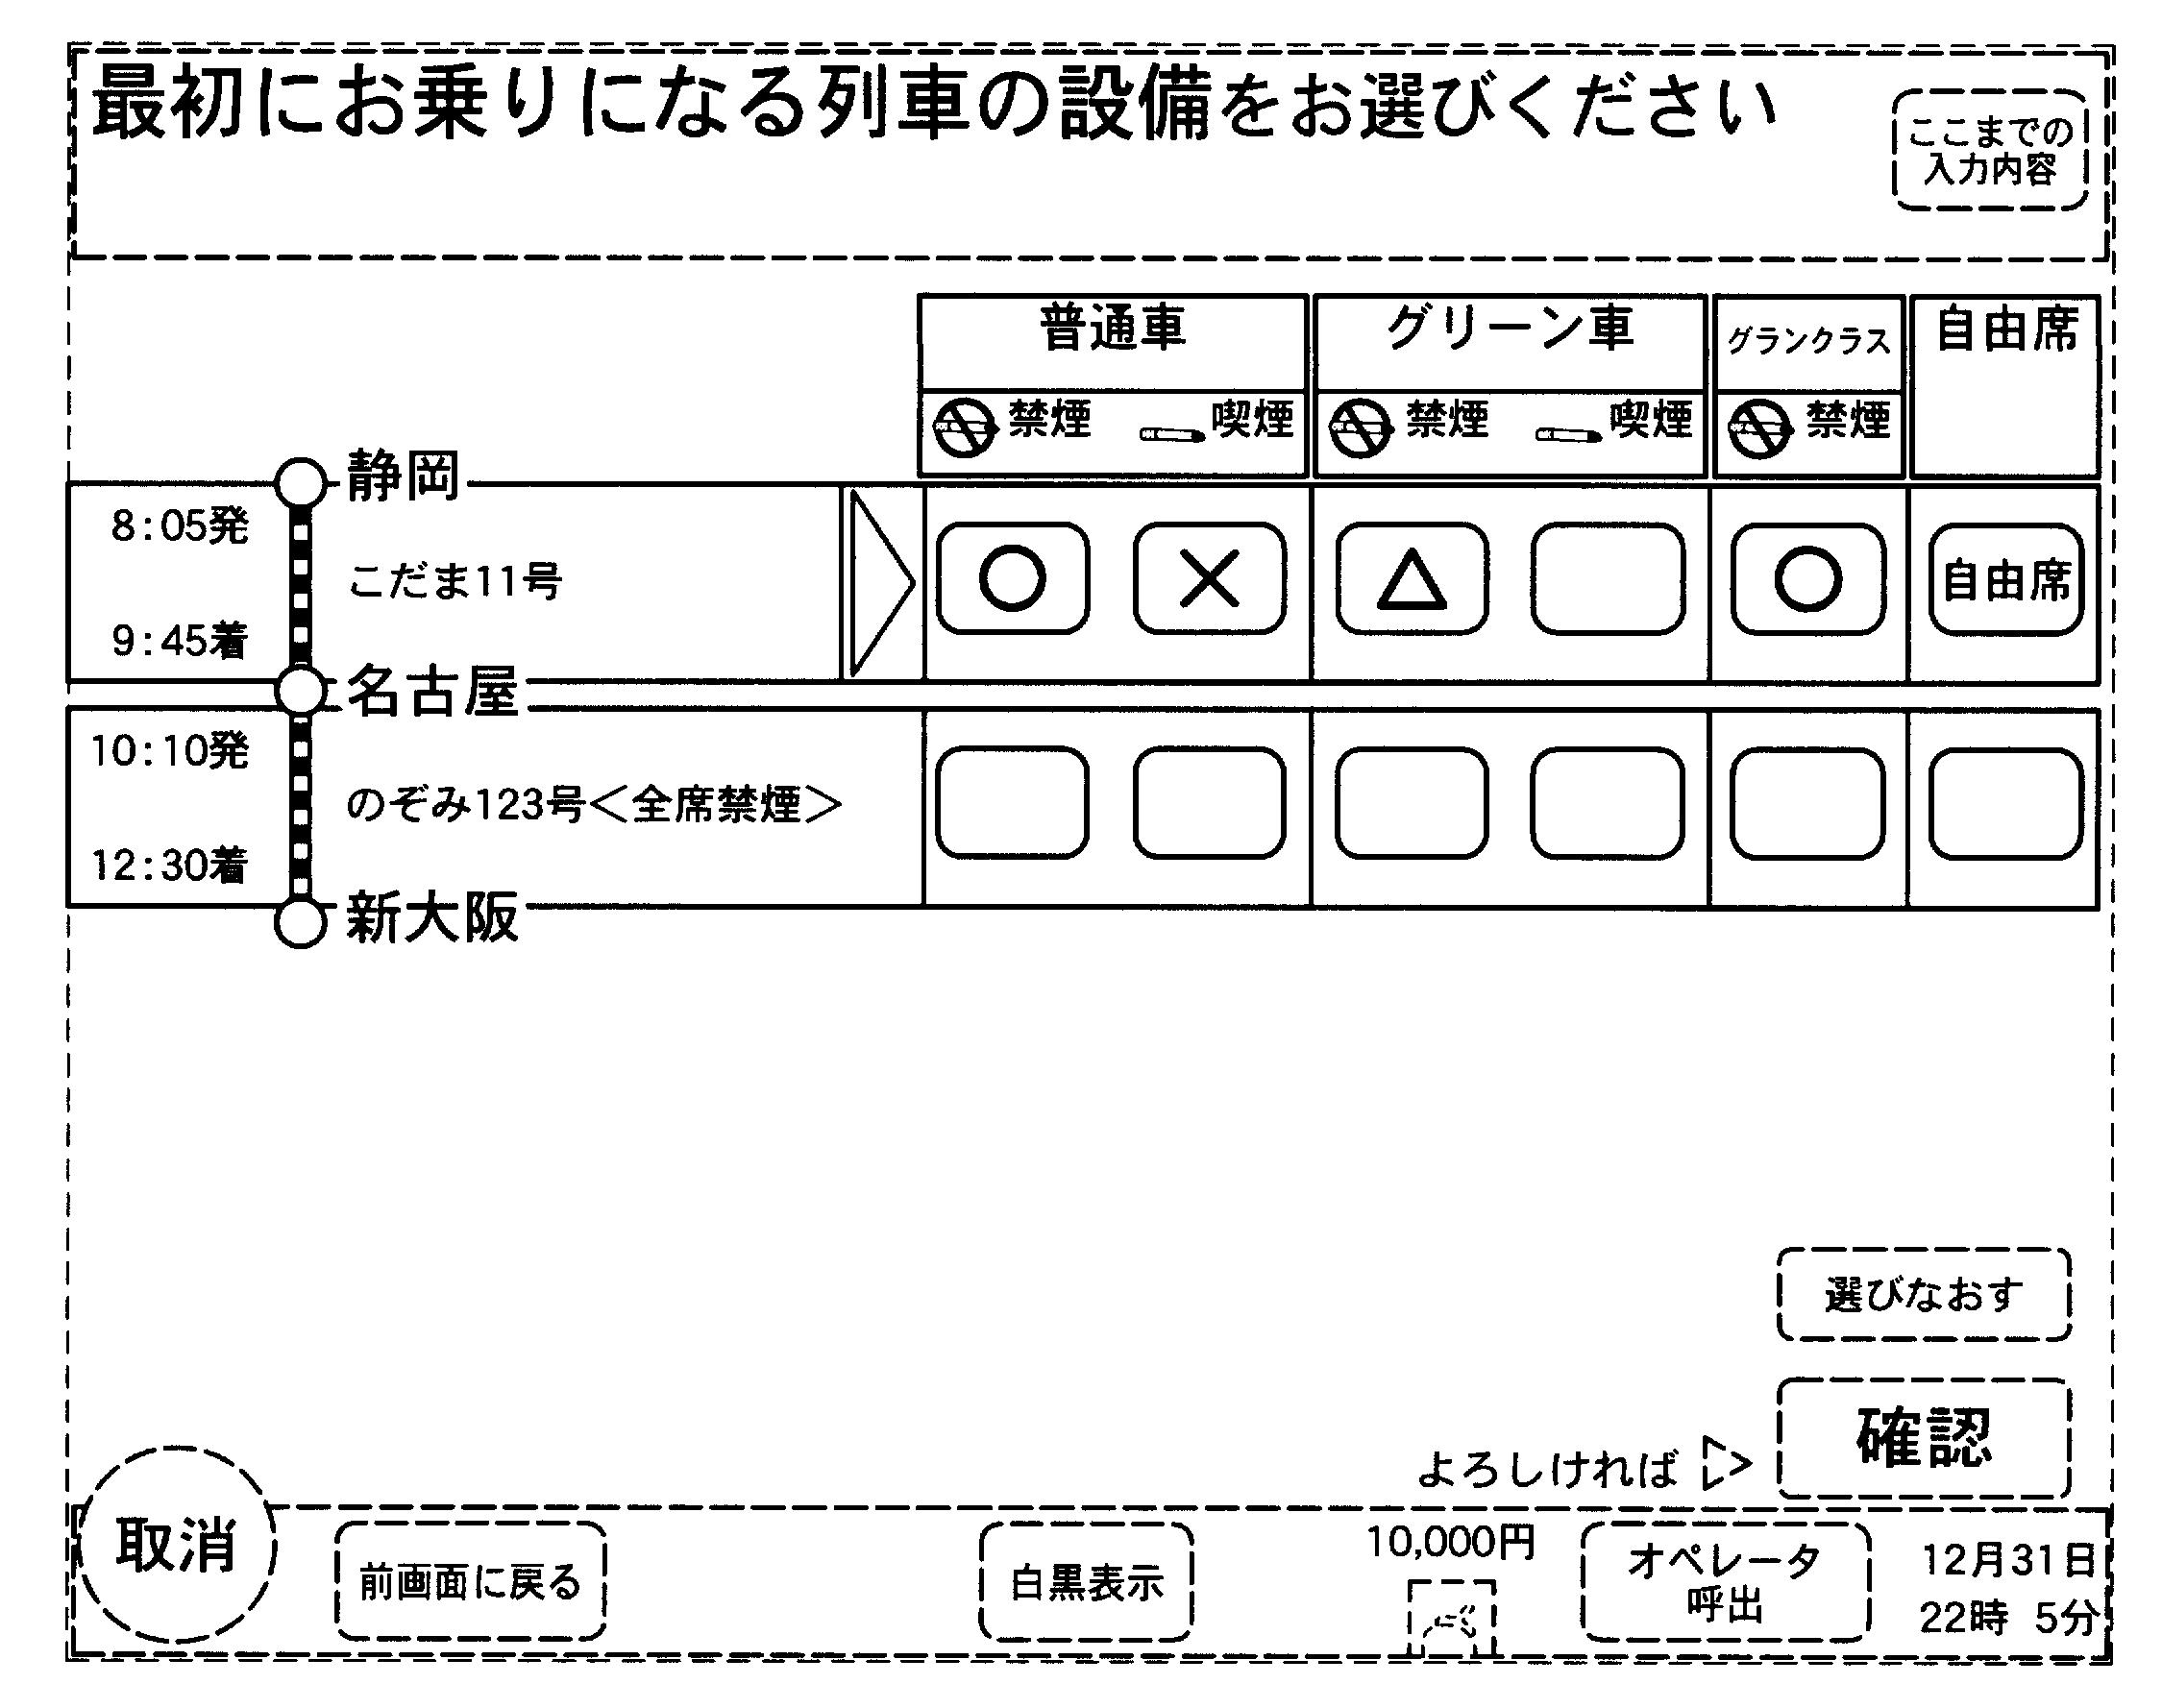 最初にお乗りになる列車の設備をお選びください
ここまでの
入力内容
普通車 グリーン車 グランクラス 自由席
禁煙 喫煙 禁煙 喫煙 禁煙
静岡
8:05発
こだま11号
○ × △ ○ 自由席
9:45着
名古屋
10:10発
のぞみ123号<全席禁煙>
12:30着
新大阪
選びなおす
よろしければ
確認
取消
前画面に戻る
白黒表示
10,000円
オペレータ
呼出
12月31日
22時 5分